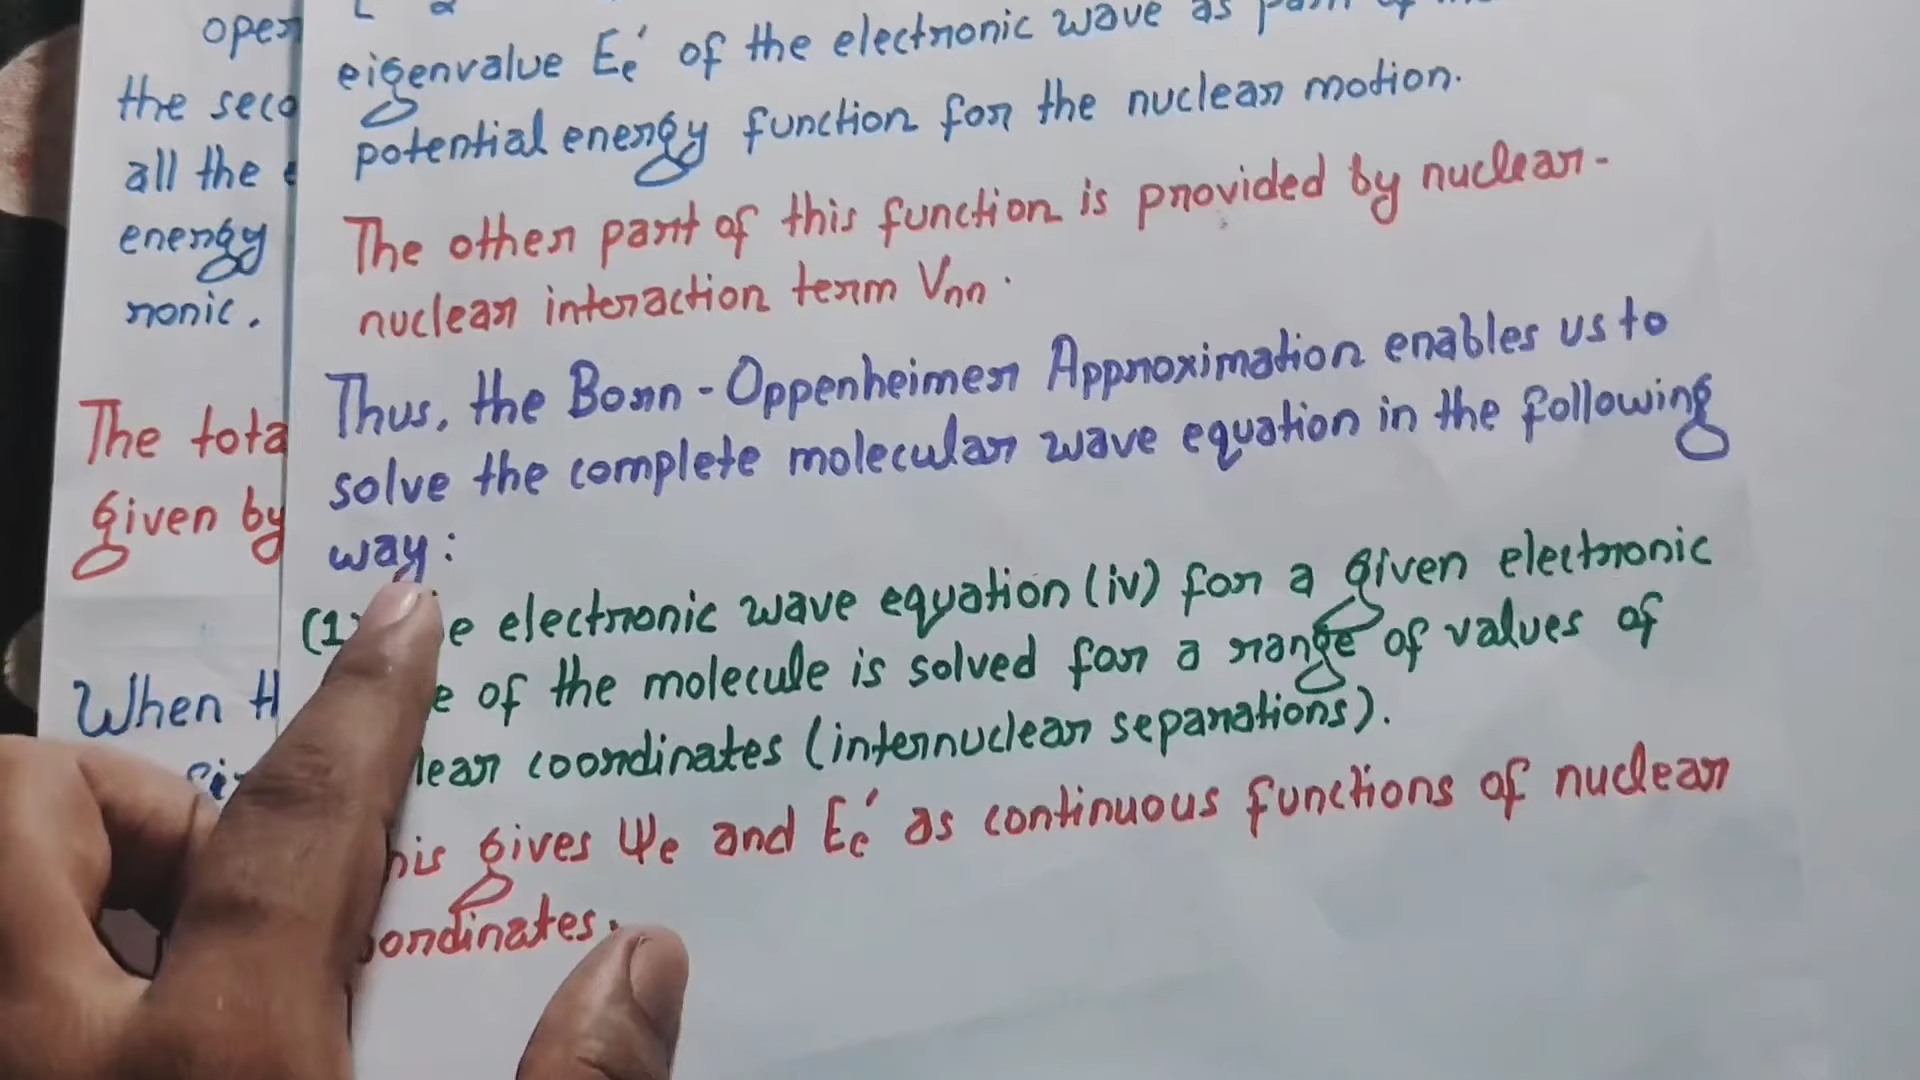 the seco
all the
energy
nonic.
The tota
given by
When
eigenvalue Ee′ of the electronic wave as
potential energy function for the nuclear motion.
The other part of this function is provided by nuclear-
nuclear interaction term Vnn.
Thus, the Born-Oppenheimer Approximation enables us to
solve the complete molecular wave equation in the following
way:
(1) electronic wave equation (iv) for a given electronic
of the molecule is solved for a range of values of
lear coordinates (internuclear separations).
his gives Ψe and Ee′ as continuous functions of nuclear
oordinates.